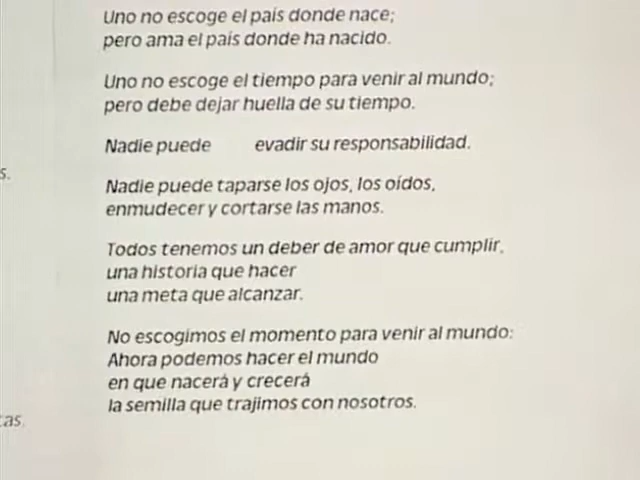 Uno no escoge el país donde nace;
pero ama el país donde ha nacido.
Uno no escoge el tiempo para venir al mundo;
pero debe dejar huella de su tiempo.
Nadie puede evadir su responsabilidad.
s.
Nadie puede taparse los ojos, los oídos,
enmudecer y cortarse las manos.
Todos tenemos un deber de amor que cumplir,
una historia que hacer
una meta que alcanzar.
No escogimos el momento para venir al mundo:
Ahora podemos hacer el mundo
en que nacerá y crecerá
la semilla que trajimos con nosotros.
cas.